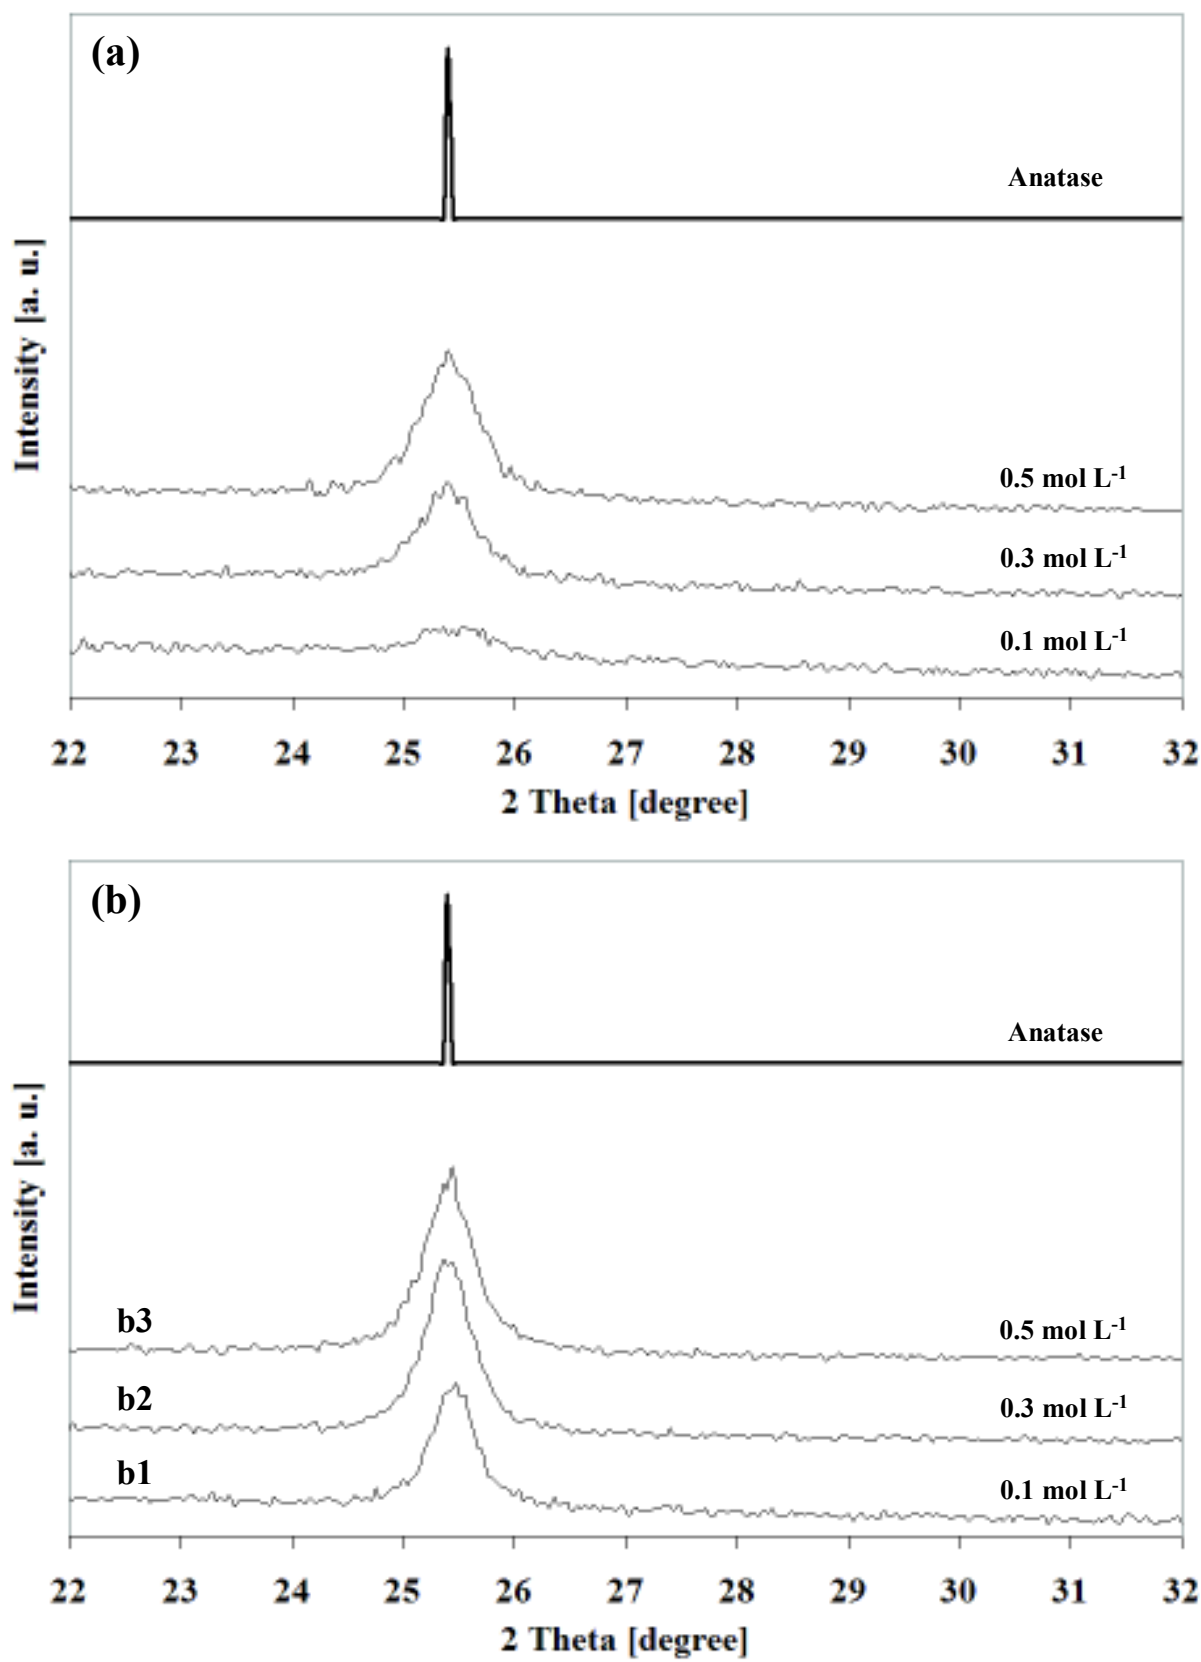 (a)
Anatase
Intensity [a. u.]
0.5 mol L-1
0.3 mol L-1
0.1 mol L-1
22 23 24 25 26 27 28 29 30 31 32
2 Theta [degree]
(b)
Anatase
Intensity [a. u.]
b3 0.5 mol L-1
b2 0.3 mol L-1
b1 0.1 mol L-1
22 23 24 25 26 27 28 29 30 31 32
2 Theta [degree]